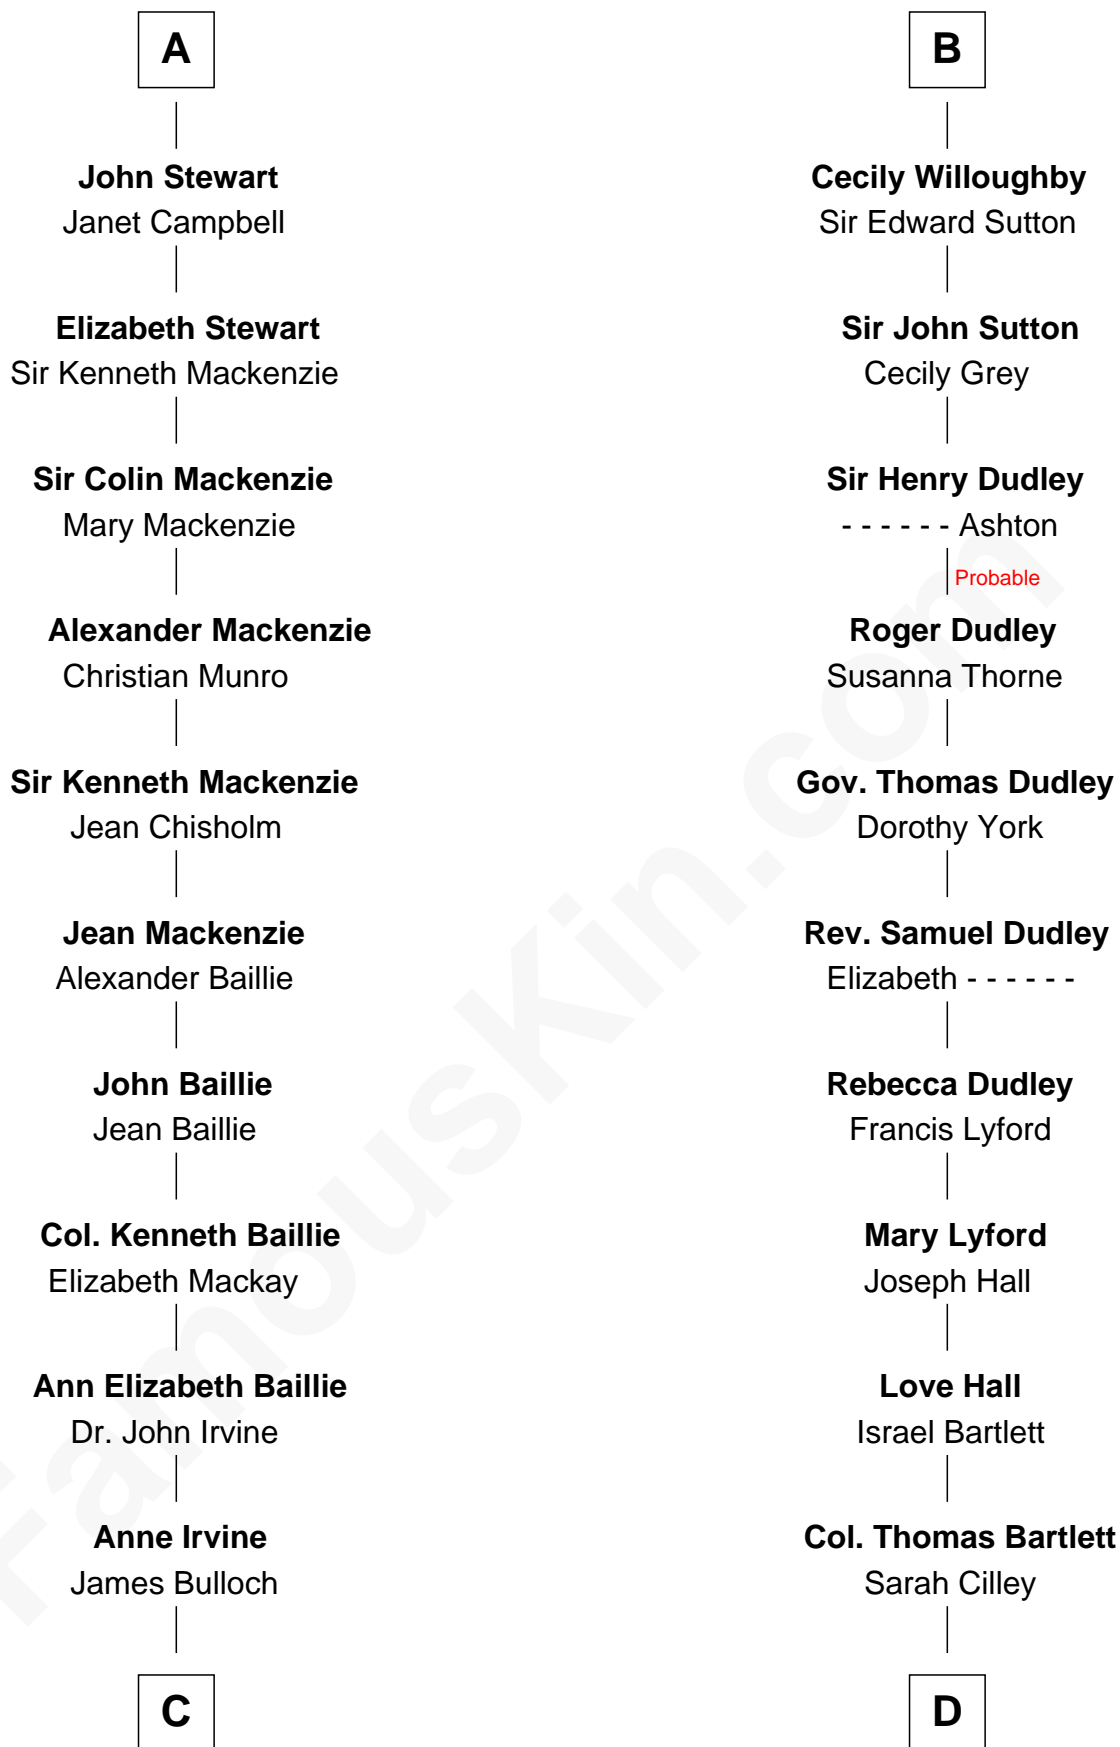 A
John Stewart
Janet Campbell
Elizabeth Stewart
Sir Kenneth Mackenzie
Sir Colin Mackenzie
Mary Mackenzie
Alexander Mackenzie
Christian Munro
Sir Kenneth Mackenzie
Jean Chisholm
Jean Mackenzie
Alexander Baillie
John Baillie
Jean Baillie
Col. Kenneth Baillie
Elizabeth Mackay
Ann Elizabeth Baillie
Dr. John Irvine
Anne Irvine
James Bulloch
C
B
Cecily Willoughby
Sir Edward Sutton
Sir John Sutton
Cecily Grey
Sir Henry Dudley
- - - - - - Ashton
Probable
Roger Dudley
Susanna Thorne
Gov. Thomas Dudley
Dorothy York
Rev. Samuel Dudley
Elizabeth - - - - - -
Rebecca Dudley
Francis Lyford
Mary Lyford
Joseph Hall
Love Hall
Israel Bartlett
Col. Thomas Bartlett
Sarah Cilley
D
FamousKin.com